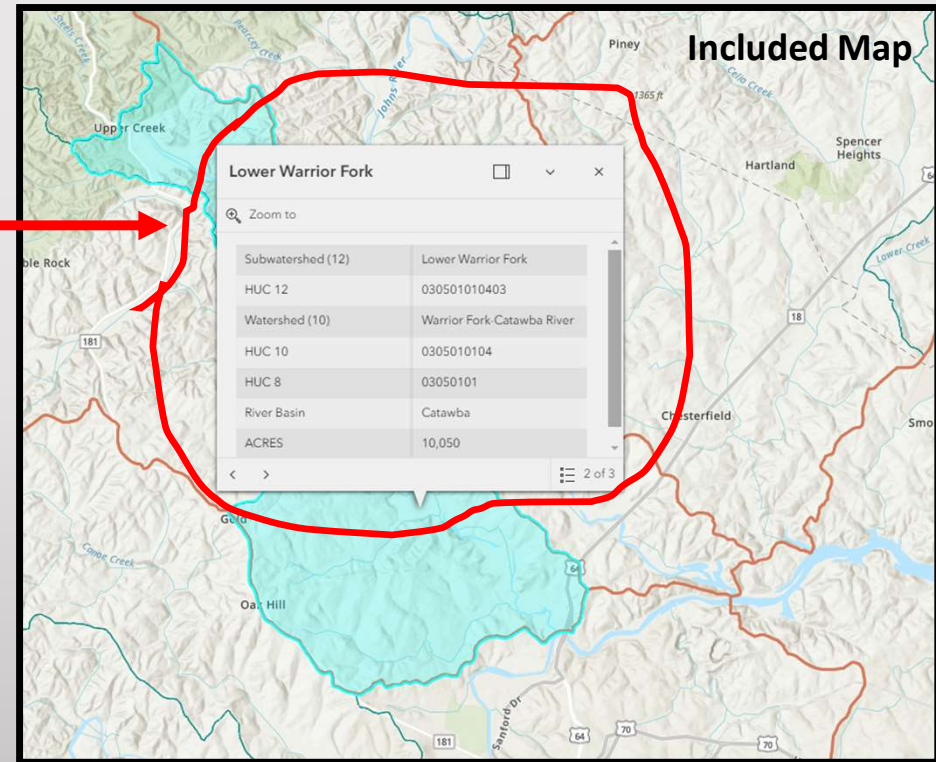 Included Map
Steels Creek
Pearcey Creek
Johns River
Piney
Celia Creek
1365 ft
Upper Creek
Spencer
Heights
Hartland
Lower Warrior Fork
Zoom to
ble Rock
Lower Creek
Subwatershed (12) Lower Warrior Fork
HUC 12 030501010403
Watershed (10) Warrior Fork-Catawba River
HUC 10 0305010104
HUC 8 03050101
River Basin Catawba
ACRES 10,050
2 of 3
181
18
Chesterfield
Smo
64
Canoe Creek
Oak Hill
64
Sanford Dr
181
64
70
70